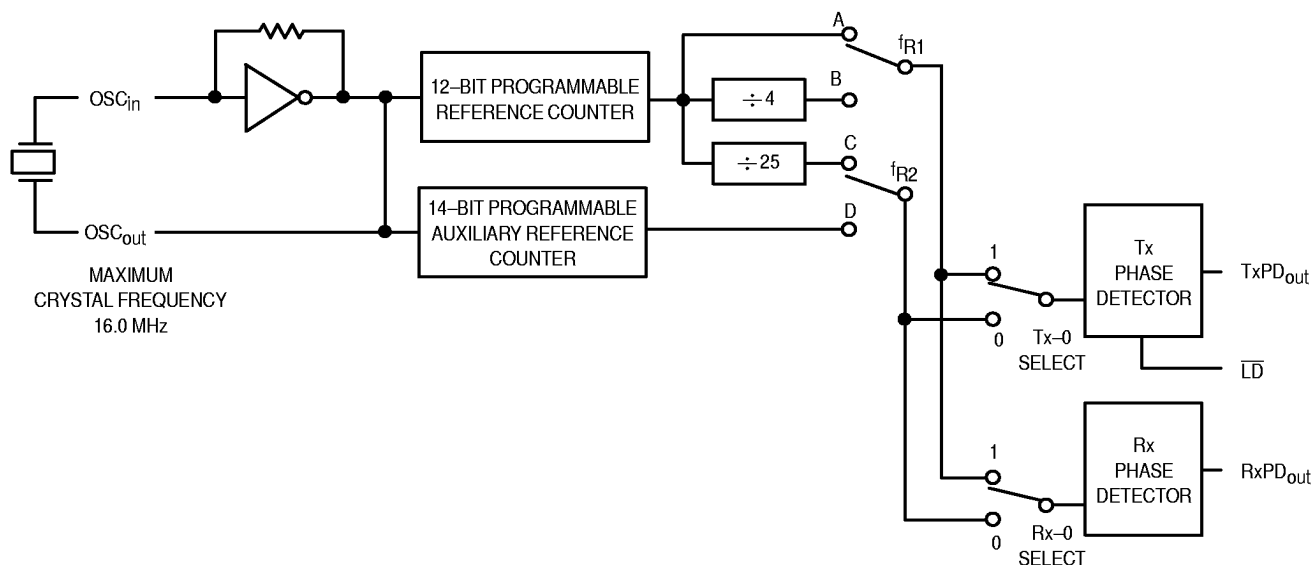 OSCin
12–BIT PROGRAMMABLE
REFERENCE COUNTER
A
fR1
÷ 4
B
÷ 25
C
fR2
OSCout
14–BIT PROGRAMMABLE
AUXILIARY REFERENCE
COUNTER
D
MAXIMUM
CRYSTAL FREQUENCY
16.0 MHz
1
0
Tx–0
SELECT
Tx
PHASE
DETECTOR
TxPDout
LD
1
0
Rx–0
SELECT
Rx
PHASE
DETECTOR
RxPDout